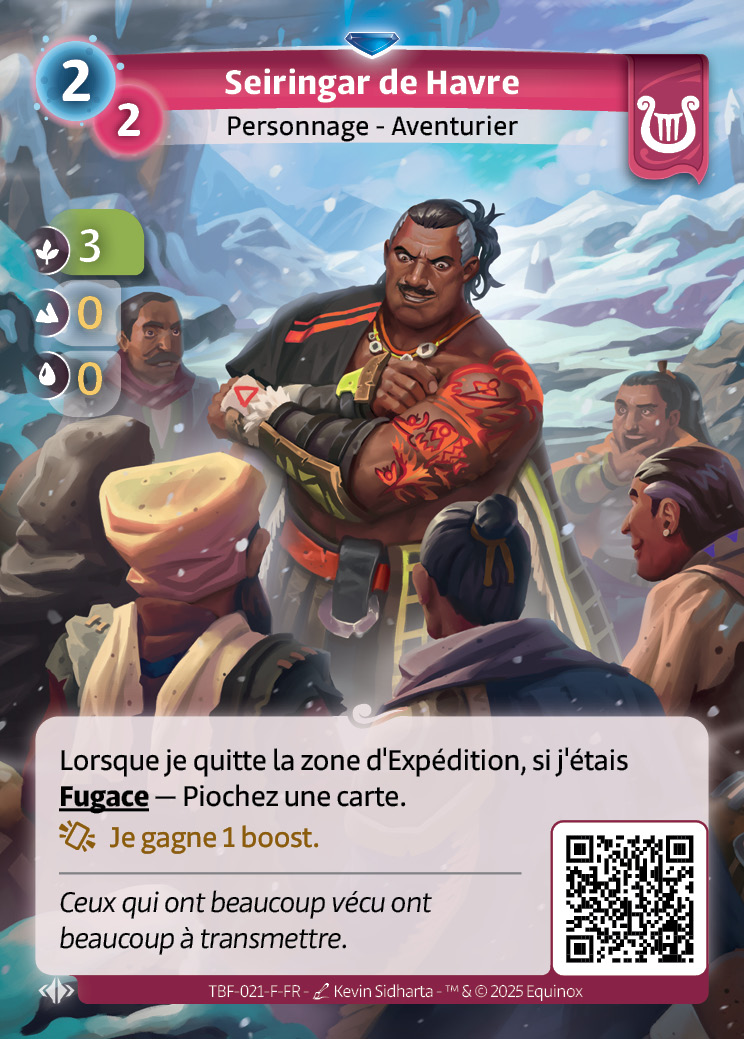 2
Seiringar de Havre
2
Personnage - Aventurier
3
0
0
Lorsque je quitte la zone d'Expédition, si j'étais
Fugace — Piochez une carte.
Je gagne 1 boost.
Ceux qui ont beaucoup vécu ont
beaucoup à transmettre.
TBF-021-F-FR - Kevin Sidharta - ™ & © 2025 Equinox